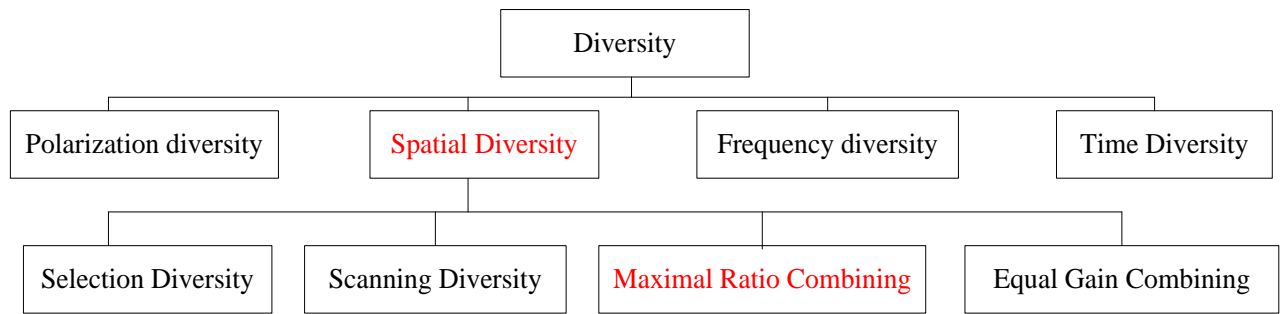 Diversity
Polarization diversity
Spatial Diversity
Frequency diversity
Time Diversity
Selection Diversity
Scanning Diversity
Maximal Ratio Combining
Equal Gain Combining